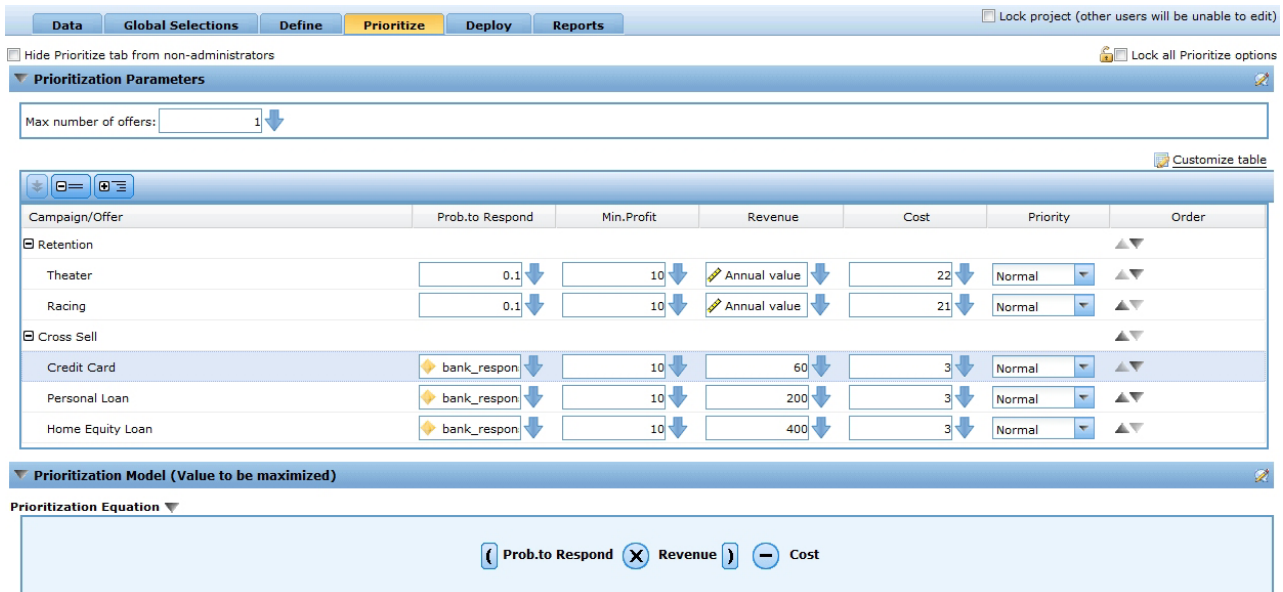 Data Global Selections Define Prioritize Deploy Reports Lock project (other users will be unable to edit)
Hide Prioritize tab from non-administrators Lock all Prioritize options
Prioritization Parameters
Max number of offers: 1
Customize table
Campaign/Offer Prob.to Respond Min.Profit Revenue Cost Priority Order
Retention
Theater 0.1 10 Annual value 22 Normal
Racing 0.1 10 Annual value 21 Normal
Cross Sell
Credit Card bank_respon 10 60 3 Normal
Personal Loan bank_respon 10 200 3 Normal
Home Equity Loan bank_respon 10 400 3 Normal
Prioritization Model (Value to be maximized)
Prioritization Equation
( Prob.to Respond X Revenue ) − Cost